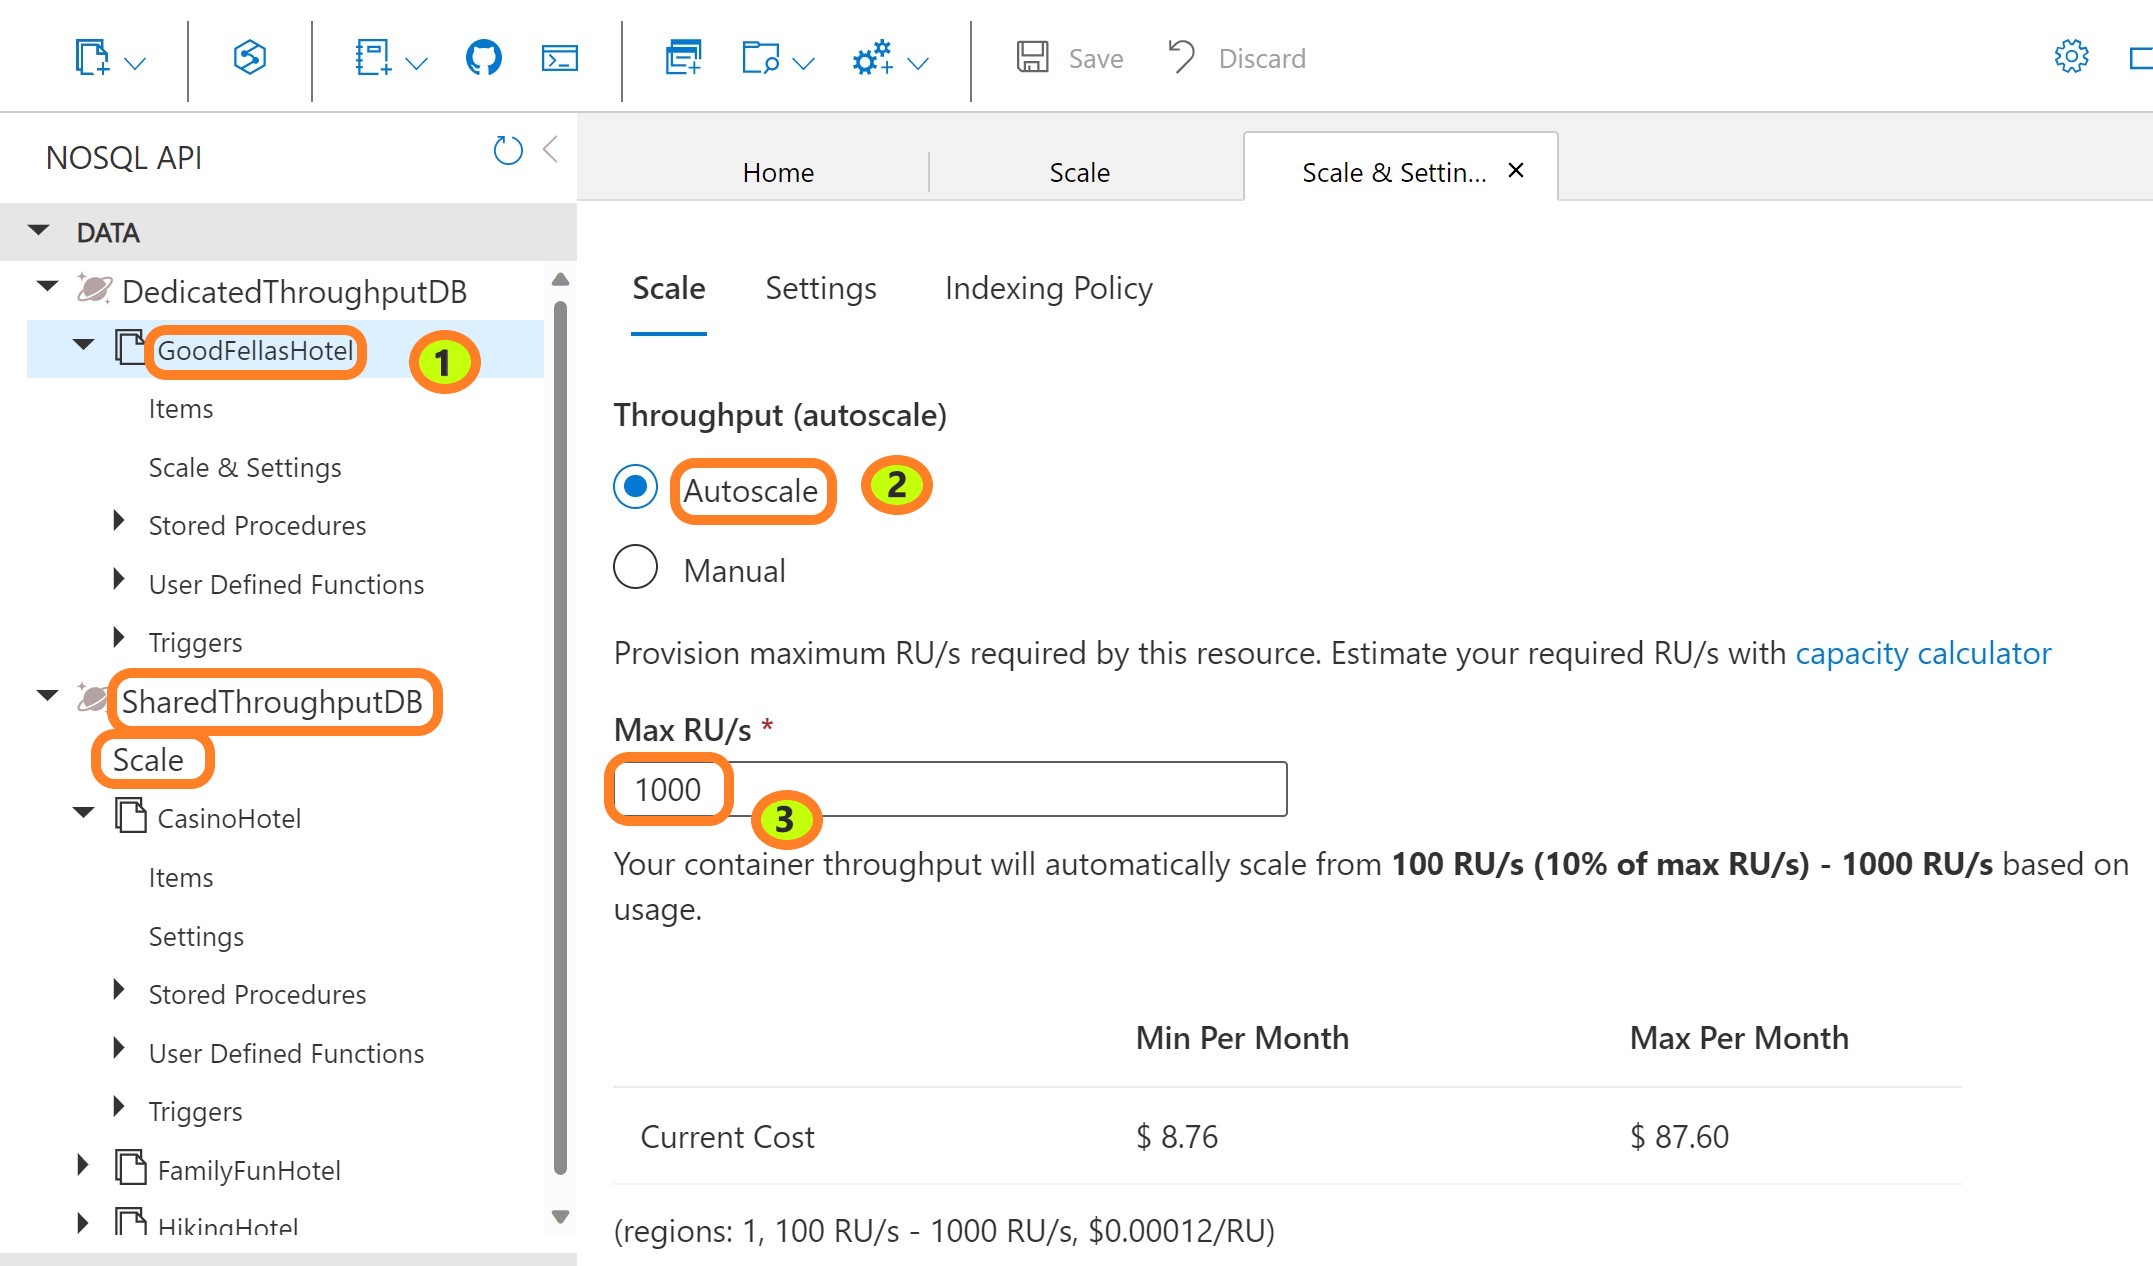 Save
Discard
NOSQL API
Home
Scale
Scale & Settin...
DATA
DedicatedThroughputDB
GoodFellasHotel
1
Items
Scale & Settings
Stored Procedures
User Defined Functions
Triggers
SharedThroughputDB
Scale
CasinoHotel
Items
Settings
Stored Procedures
User Defined Functions
Triggers
FamilyFunHotel
HikingHotel
Scale
Settings
Indexing Policy
Throughput (autoscale)
Autoscale
2
Manual
Provision maximum RU/s required by this resource. Estimate your required RU/s with capacity calculator
Max RU/s *
1000
3
Your container throughput will automatically scale from 100 RU/s (10% of max RU/s) - 1000 RU/s based on
usage.
Min Per Month
Max Per Month
Current Cost
$ 8.76
$ 87.60
(regions: 1, 100 RU/s - 1000 RU/s, $0.00012/RU)